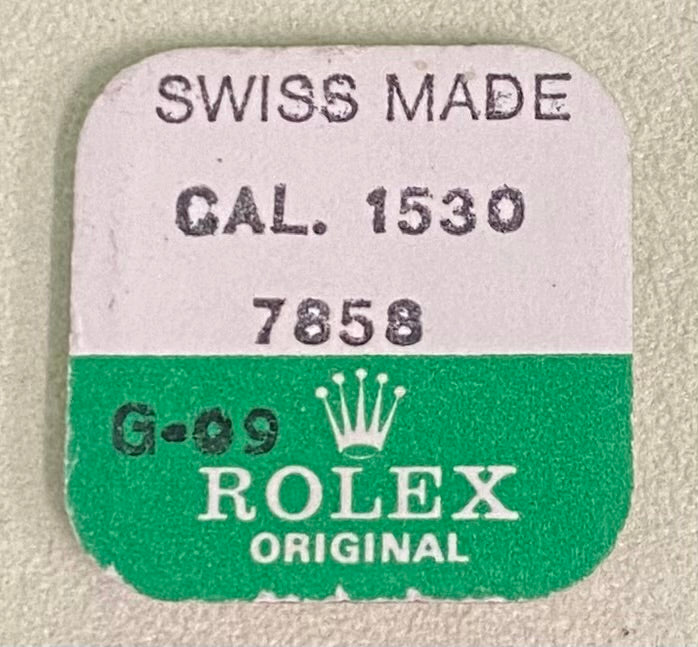 SWISS MADE
CAL. 1530
7858
G-09
ROLEX
ORIGINAL